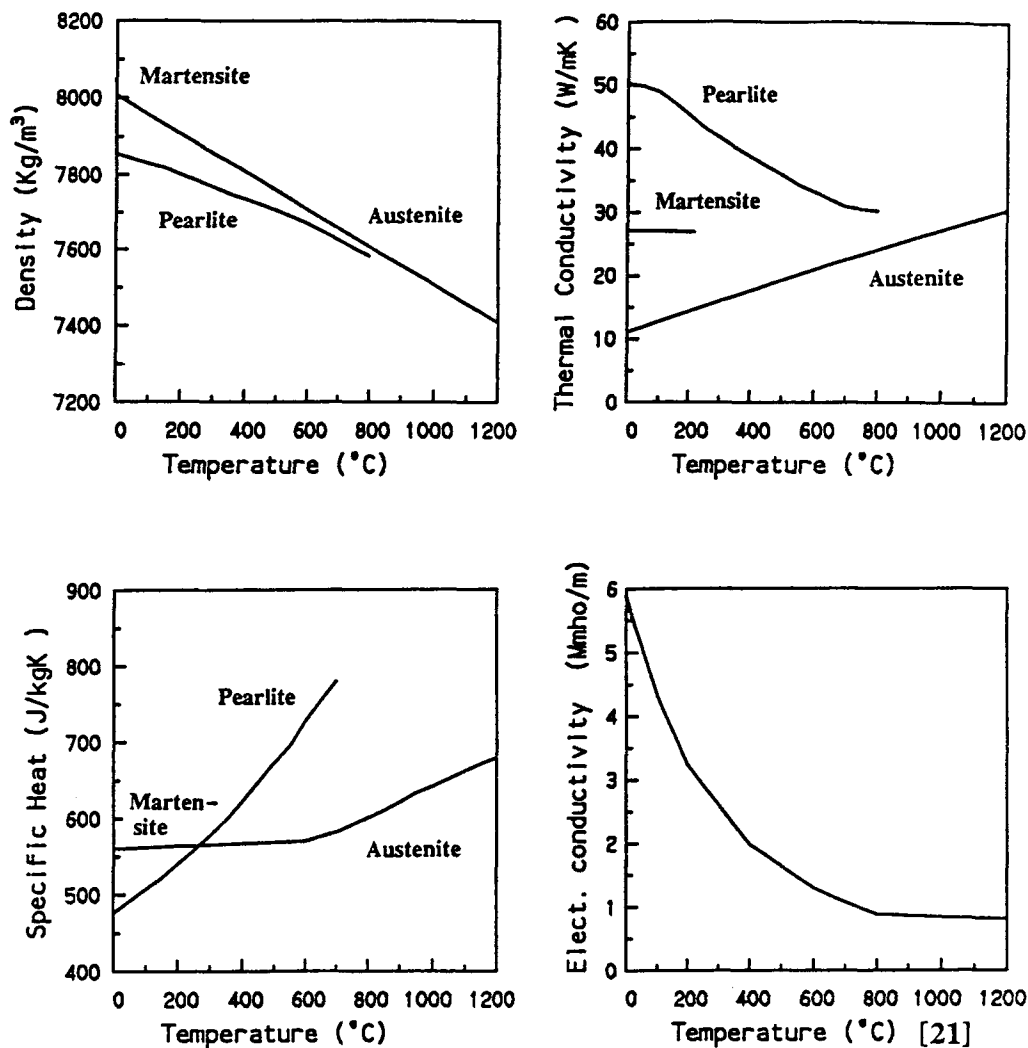 8200
8000
7800
7600
7400
7200
Density (Kg/m³)
Martensite
Pearlite
Austenite
0 200 400 600 800 1000 1200
Temperature (°C)
60
50
40
30
20
10
0
Thermal Conductivity (W/mK)
Pearlite
Martensite
Austenite
0 200 400 600 800 1000 1200
Temperature (°C)
900
800
700
600
500
400
Specific Heat (J/kgK )
Pearlite
Marten-
site
Austenite
0 200 400 600 800 1000 1200
Temperature (°C)
6
5
4
3
2
1
0
Elect. conductivity (Mmho/m)
0 200 400 600 800 1000 1200
Temperature (°C) [21]